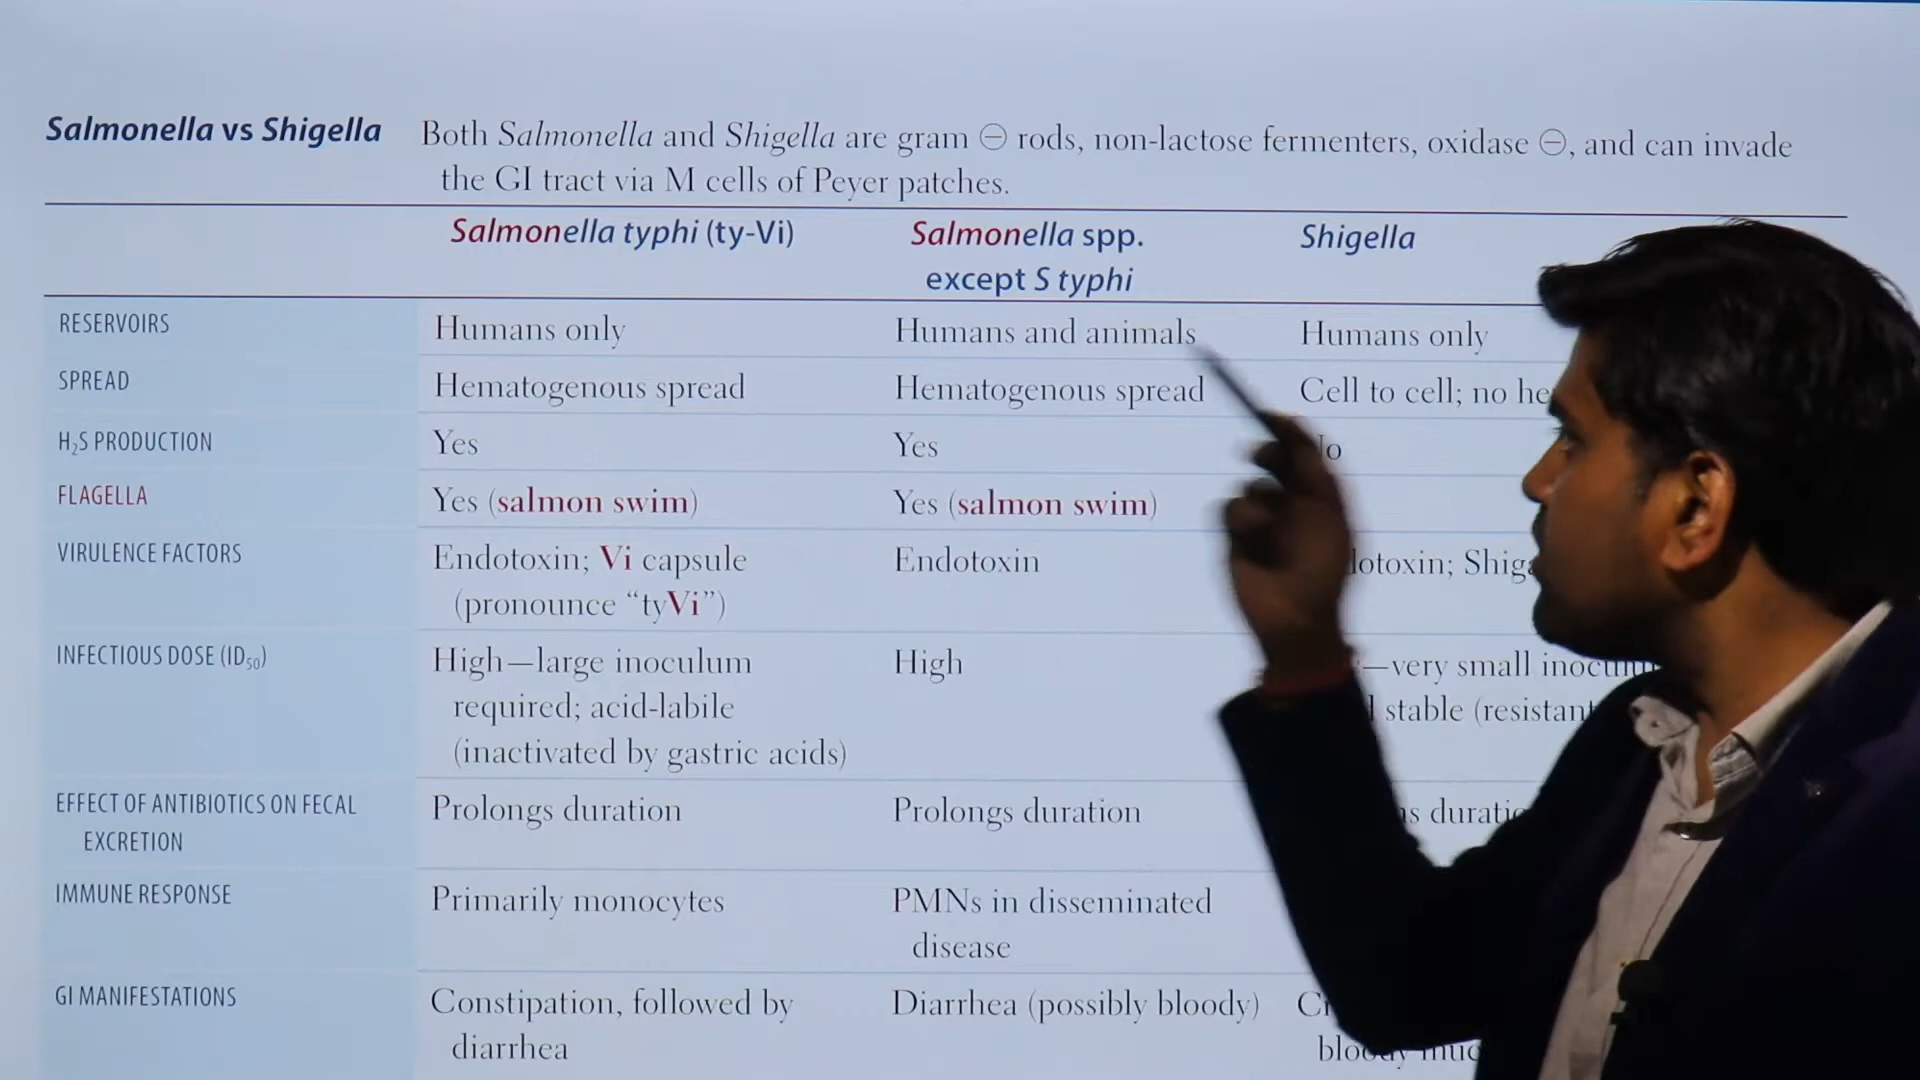 Salmonella vs Shigella Both Salmonella and Shigella are gram ⊖ rods, non-lactose fermenters, oxidase ⊖, and can invade
the GI tract via M cells of Peyer patches.
Salmonella typhi (ty-Vi) Salmonella spp. Shigella
except S typhi
RESERVOIRS Humans only Humans and animals Humans only
SPREAD Hematogenous spread Hematogenous spread Cell to cell; no
H₂S PRODUCTION Yes Yes No
FLAGELLA Yes (salmon swim) Yes (salmon swim)
VIRULENCE FACTORS Endotoxin; Vi capsule Endotoxin
(pronounce “tyVi”)
INFECTIOUS DOSE (ID₅₀) High—large inoculum High —very small inoculum
required; acid-labile stable (resistant
(inactivated by gastric acids)
EFFECT OF ANTIBIOTICS ON FECAL Prolongs duration Prolongs duration
EXCRETION
IMMUNE RESPONSE Primarily monocytes PMNs in disseminated
disease
GI MANIFESTATIONS Constipation, followed by Diarrhea (possibly bloody)
diarrhea bloody